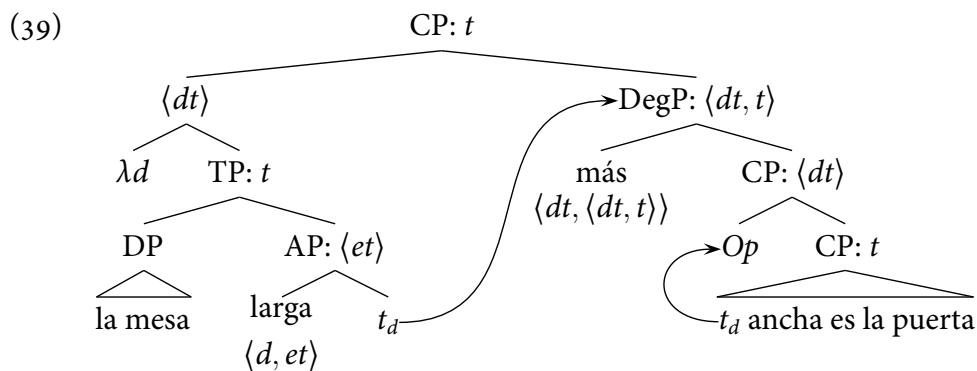 (39) CP: t
⟨dt⟩ DegP: ⟨dt, t⟩
λd TP: t más CP: ⟨dt⟩
⟨dt, ⟨dt, t⟩⟩
DP AP: ⟨et⟩ Op CP: t
la mesa larga t_d t_d ancha es la puerta
⟨d, et⟩